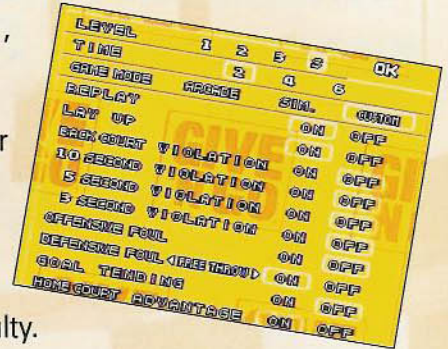 LEVEL 1 2 3 S OK
TIME 2 4 6
GAME MODE ARCADE SIM. CUSTOM
REPLAY ON OFF
LAY UP ON OFF
BACK COURT VIOLATION ON OFF
10 SECOND VIOLATION ON OFF
5 SECOND VIOLATION ON OFF
3 SECOND VIOLATION ON OFF
OFFENSIVE FOUL ON OFF
DEFENSIVE FOUL ◁FREE THROW▷ ON OFF
GOAL TENDING ON OFF
HOME COURT ADVANTAGE ON OFF
,
r
ulty.